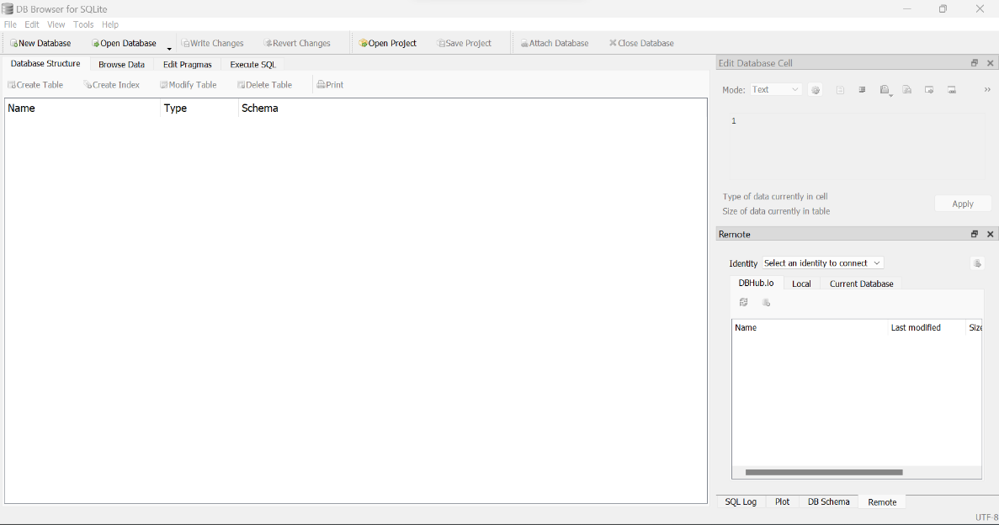 DB Browser for SQLite
File Edit View Tools Help
New Database Open Database Write Changes Revert Changes Open Project Save Project Attach Database Close Database
Database Structure Browse Data Edit Pragmas Execute SQL
Create Table Create Index Modify Table Delete Table Print
Name Type Schema
Edit Database Cell
Mode: Text »
1
Type of data currently in cell
Size of data currently in table
Apply
Remote
Identity Select an identity to connect
DBHub.io Local Current Database
Name Last modified Size
SQL Log Plot DB Schema Remote
UTF-8